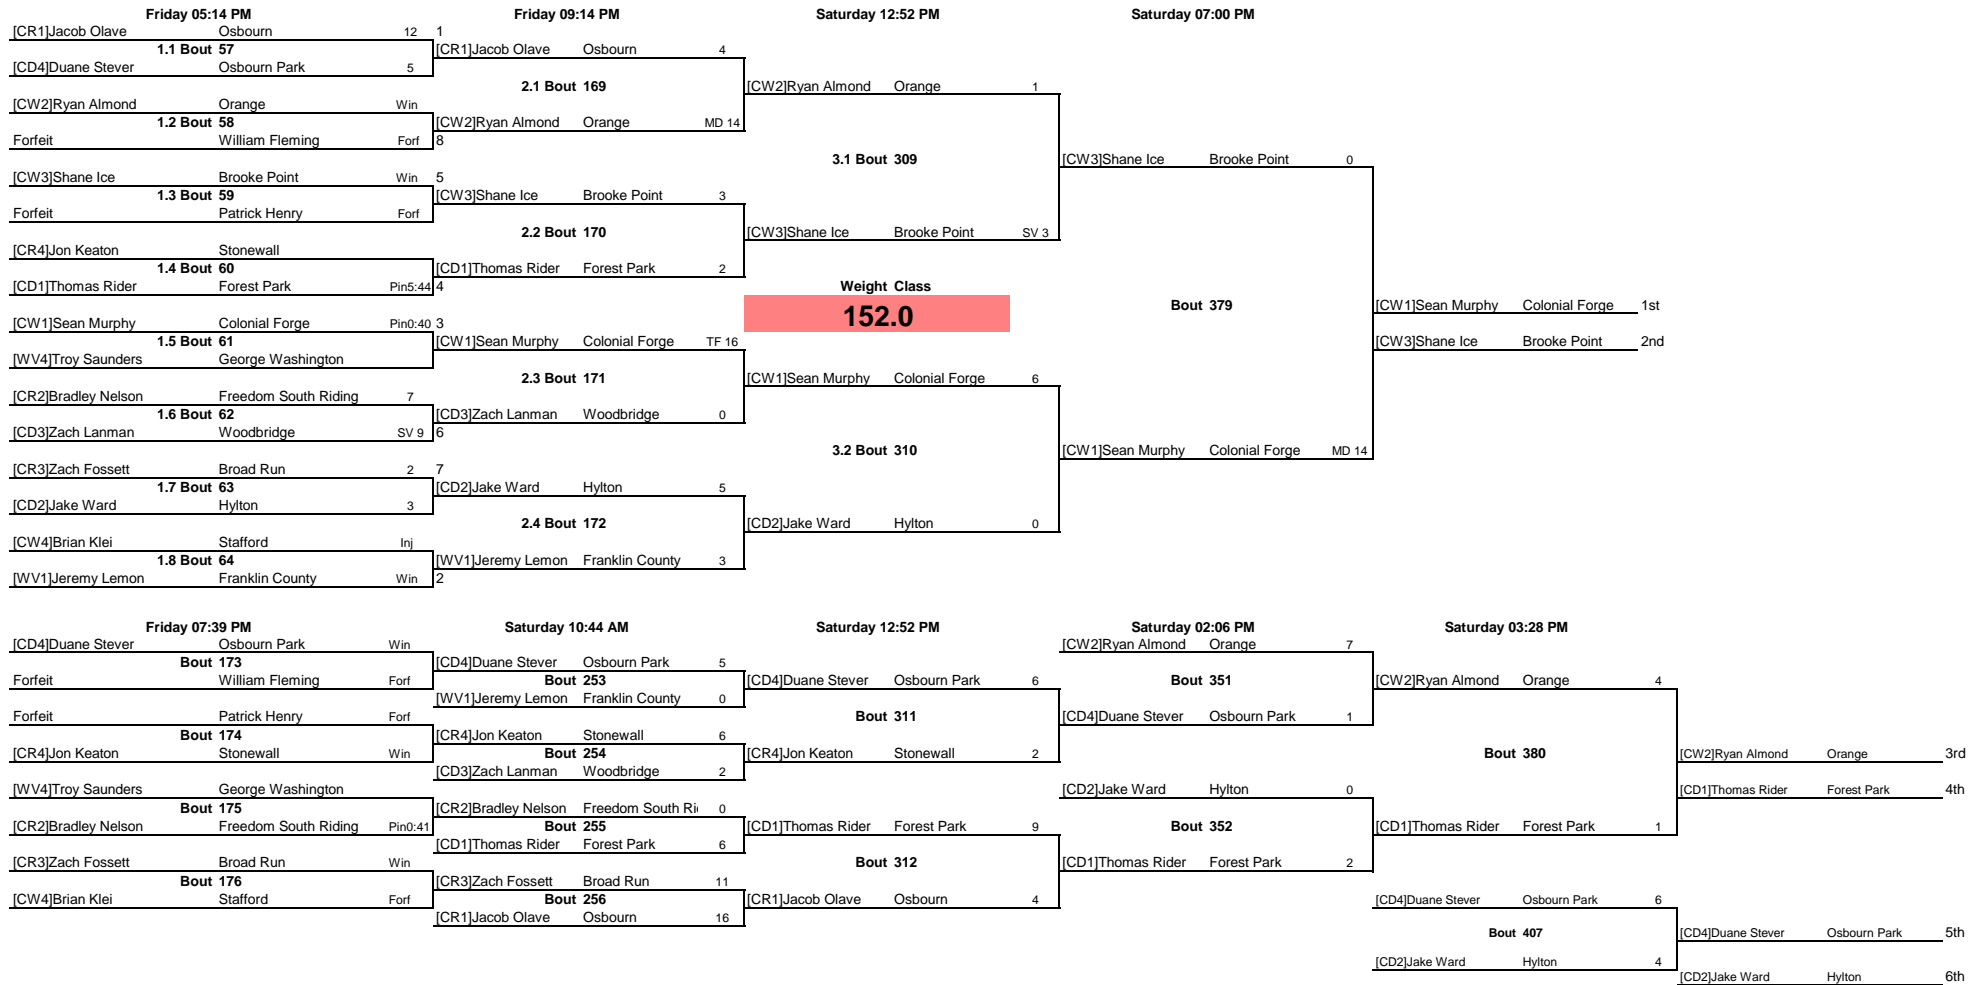 Friday 05:14 PM Friday 09:14 PM Saturday 12:52 PM Saturday 07:00 PM
[CR1]Jacob Olave Osbourn 12 1
1.1 Bout 57 [CR1]Jacob Olave Osbourn 4
[CD4]Duane Stever Osbourn Park 5
2.1 Bout 169 [CW2]Ryan Almond Orange 1
[CW2]Ryan Almond Orange Win
1.2 Bout 58 [CW2]Ryan Almond Orange MD 14
Forfeit William Fleming Forf 8
3.1 Bout 309 [CW3]Shane Ice Brooke Point 0
[CW3]Shane Ice Brooke Point Win 5
1.3 Bout 59 [CW3]Shane Ice Brooke Point 3
Forfeit Patrick Henry Forf
2.2 Bout 170 [CW3]Shane Ice Brooke Point SV 3
[CR4]Jon Keaton Stonewall
1.4 Bout 60 [CD1]Thomas Rider Forest Park 2
[CD1]Thomas Rider Forest Park Pin5:44 4 Weight Class
Bout 379 [CW1]Sean Murphy Colonial Forge 1st
152.0
[CW1]Sean Murphy Colonial Forge Pin0:40 3
1.5 Bout 61 [CW1]Sean Murphy Colonial Forge TF 16 [CW3]Shane Ice Brooke Point 2nd
[WV4]Troy Saunders George Washington
2.3 Bout 171 [CW1]Sean Murphy Colonial Forge 6
[CR2]Bradley Nelson Freedom South Riding 7
1.6 Bout 62 [CD3]Zach Lanman Woodbridge 0
[CD3]Zach Lanman Woodbridge SV 9 6
3.2 Bout 310 [CW1]Sean Murphy Colonial Forge MD 14
[CR3]Zach Fossett Broad Run 2 7
1.7 Bout 63 [CD2]Jake Ward Hylton 5
[CD2]Jake Ward Hylton 3
2.4 Bout 172 [CD2]Jake Ward Hylton 0
[CW4]Brian Klei Stafford Inj
1.8 Bout 64 [WV1]Jeremy Lemon Franklin County 3
[WV1]Jeremy Lemon Franklin County Win 2
Friday 07:39 PM Saturday 10:44 AM Saturday 12:52 PM Saturday 02:06 PM Saturday 03:28 PM
[CD4]Duane Stever Osbourn Park Win [CW2]Ryan Almond Orange 7
Bout 173 [CD4]Duane Stever Osbourn Park 5
Forfeit William Fleming Forf Bout 253 [CD4]Duane Stever Osbourn Park 6 Bout 351 [CW2]Ryan Almond Orange 4
[WV1]Jeremy Lemon Franklin County 0
Forfeit Patrick Henry Forf Bout 311 [CD4]Duane Stever Osbourn Park 1
Bout 174 [CR4]Jon Keaton Stonewall 6
[CR4]Jon Keaton Stonewall Win Bout 254 [CR4]Jon Keaton Stonewall 2 Bout 380 [CW2]Ryan Almond Orange 3rd
[CD3]Zach Lanman Woodbridge 2
[WV4]Troy Saunders George Washington [CD2]Jake Ward Hylton 0 [CD1]Thomas Rider Forest Park 4th
Bout 175 [CR2]Bradley Nelson Freedom South Ri 0
[CR2]Bradley Nelson Freedom South Riding Pin0:41 Bout 255 [CD1]Thomas Rider Forest Park 9 Bout 352 [CD1]Thomas Rider Forest Park 1
[CD1]Thomas Rider Forest Park 6
[CR3]Zach Fossett Broad Run Win Bout 312 [CD1]Thomas Rider Forest Park 2
Bout 176 [CR3]Zach Fossett Broad Run 11
[CW4]Brian Klei Stafford Forf Bout 256 [CR1]Jacob Olave Osbourn 4 [CD4]Duane Stever Osbourn Park 6
[CR1]Jacob Olave Osbourn 16
Bout 407 [CD4]Duane Stever Osbourn Park 5th
[CD2]Jake Ward Hylton 4
[CD2]Jake Ward Hylton 6th